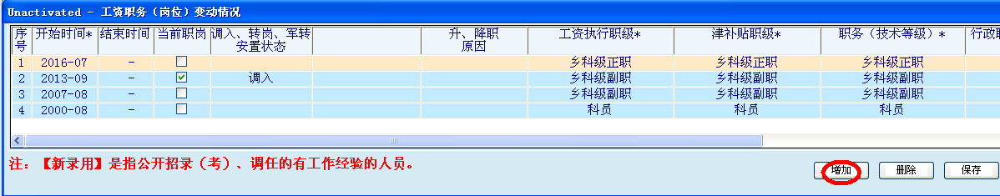 Unactivated - 工资职务（岗位）变动情况
序号 开始时间* 结束时间 当前职岗 调入、转岗、军转安置状态 升、降职原因 工资执行职级* 津补贴职级* 职务（技术等级）* 行政职
1 2016-07 - 乡科级正职 乡科级正职 乡科级正职
2 2013-09 - 调入 乡科级副职 乡科级副职 乡科级副职
3 2007-08 - 乡科级副职 乡科级副职 乡科级副职
4 2000-08 - 科员 科员 科员
注：【新录用】是指公开招录（考）、调任的有工作经验的人员。
增加 删除 保存